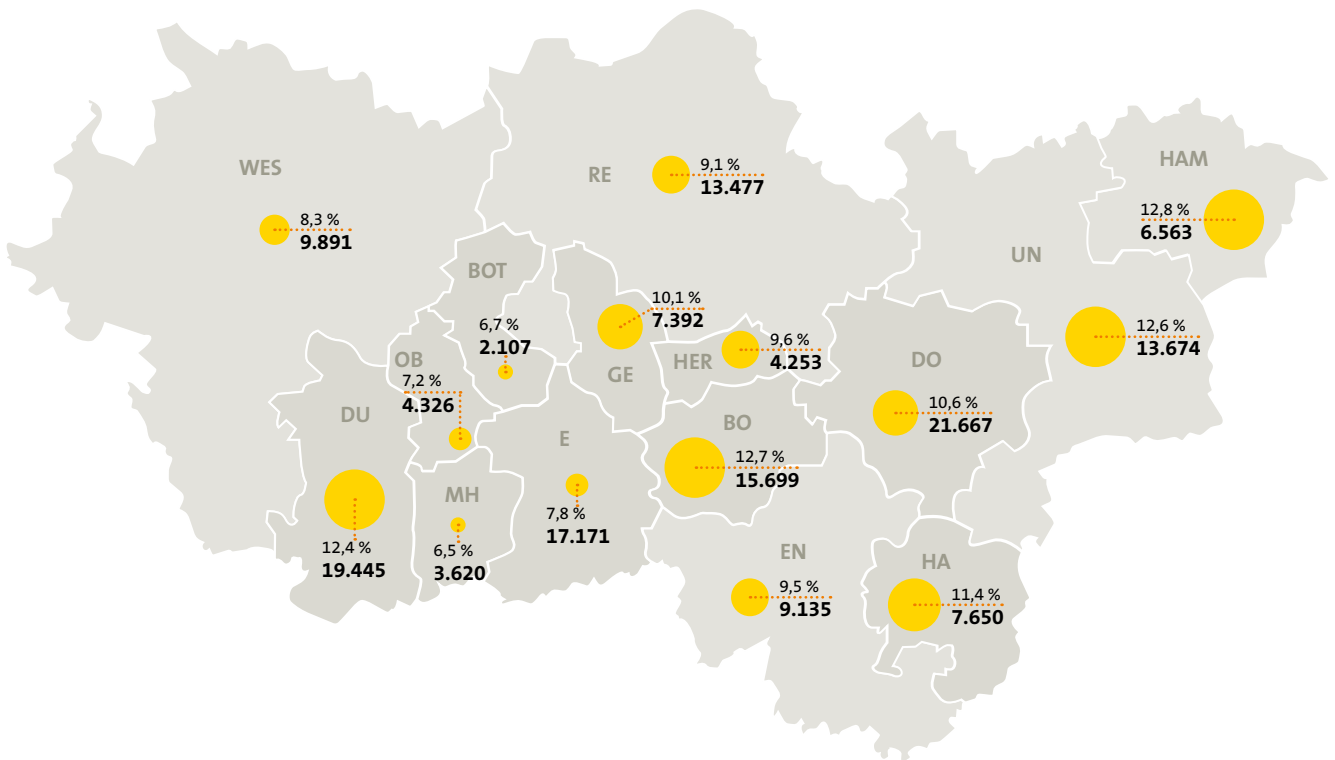 WES
8,3 %
9.891
RE
9,1 %
13.477
HAM
12,8 %
6.563
UN
12,6 %
13.674
BOT
6,7 %
2.107
10,1 %
7.392
GE
HER
9,6 %
4.253
DO
10,6 %
21.667
OB
7,2 %
4.326
DU
12,4 %
19.445
MH
6,5 %
3.620
E
7,8 %
17.171
BO
12,7 %
15.699
EN
9,5 %
9.135
HA
11,4 %
7.650